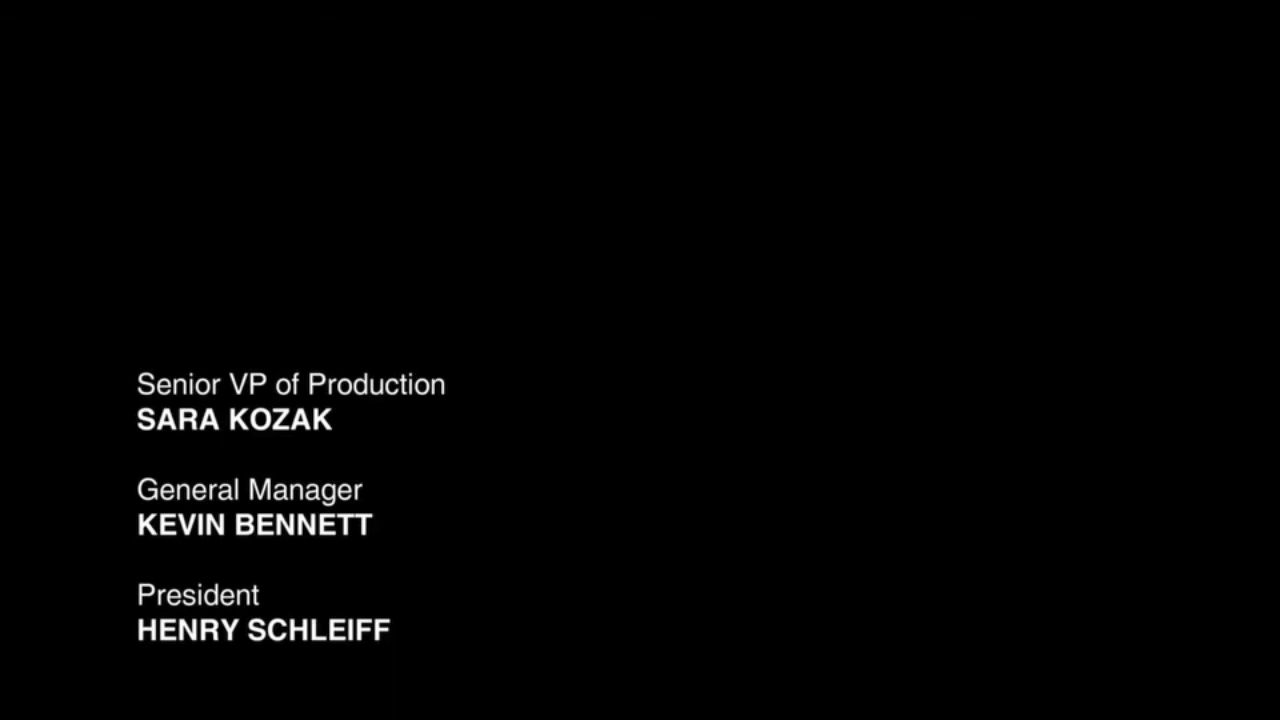 Senior VP of Production
SARA KOZAK
General Manager
KEVIN BENNETT
President
HENRY SCHLEIFF